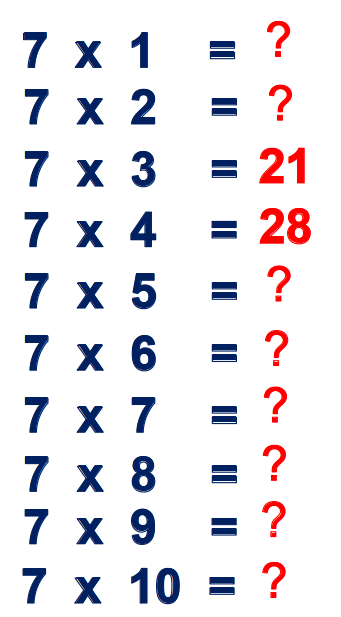 7 x 1 = ?
7 x 2 = ?
7 x 3 = 21
7 x 4 = 28
7 x 5 = ?
7 x 6 = ?
7 x 7 = ?
7 x 8 = ?
7 x 9 = ?
7 x 10 = ?